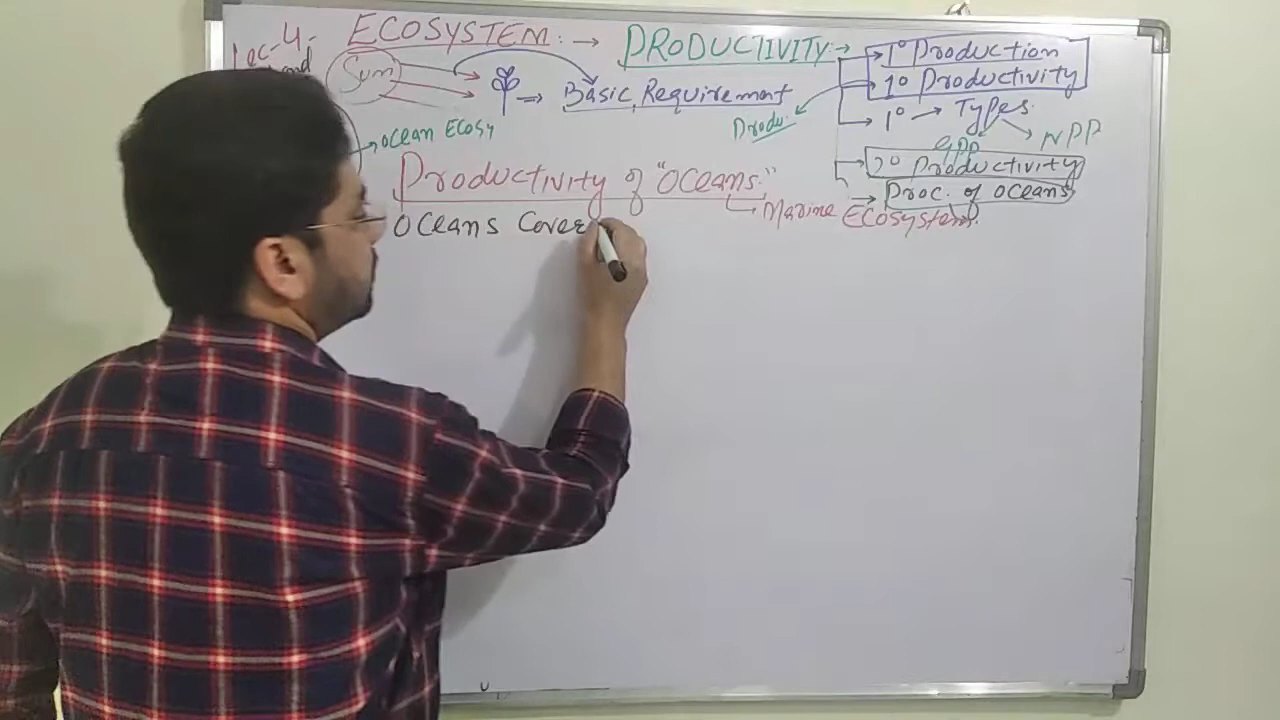 Lec-4-
ECOSYSTEM :- → PRODUCTIVITY: →
1° Production
Sun
1° Productivity
→ Basic Requirement
Produ.
1° → Types
→ ocean Ecosy
GPP
NPP
2° Productivity
Productivity of "Oceans."
Proc. of oceans
Marine Ecosystem.
Oceans Cover